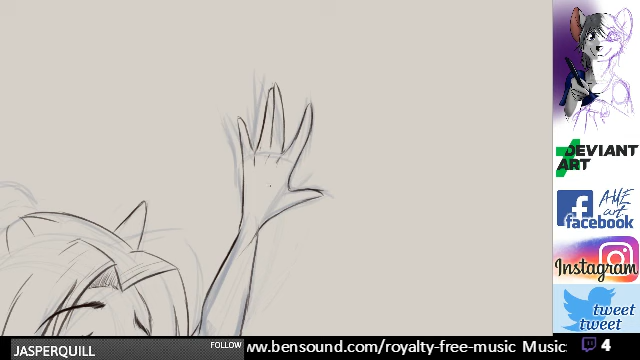 DEVIANT
ART
AHE
art
facebook
Instagram
tweet
tweet
JASPERQUILL
FOLLOW
ww.bensound.com/royalty-free-music Music:
4